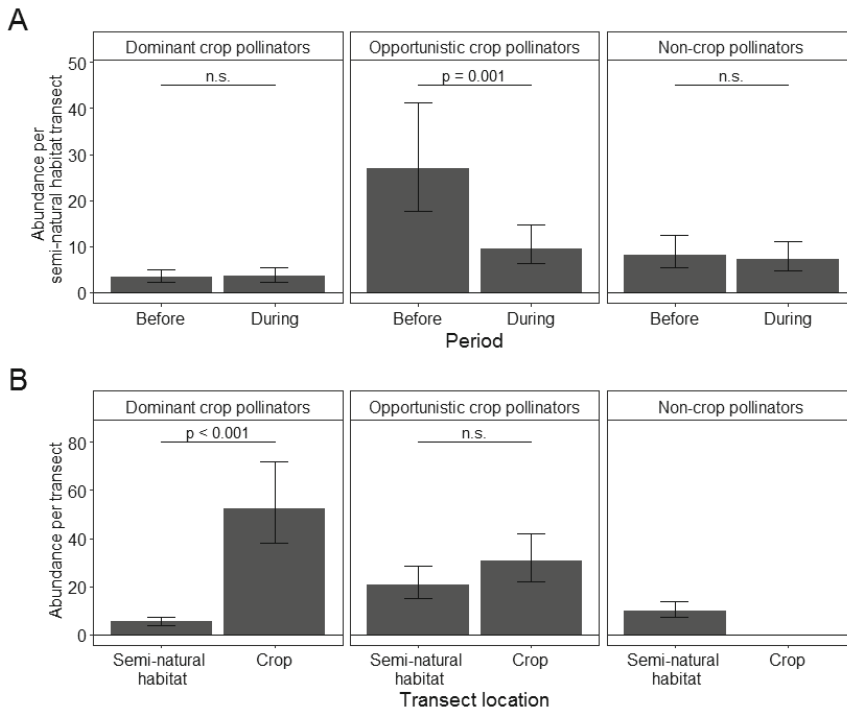 A
Dominant crop pollinators
Opportunistic crop pollinators
Non-crop pollinators
Abundance per
semi-natural habitat transect
50
40
30
20
10
0
n.s.
p = 0.001
n.s.
Before
During
Before
During
Before
During
Period
B
Dominant crop pollinators
Opportunistic crop pollinators
Non-crop pollinators
Abundance per transect
80
60
40
20
0
p < 0.001
n.s.
Semi-natural
habitat
Crop
Semi-natural
habitat
Crop
Semi-natural
habitat
Crop
Transect location